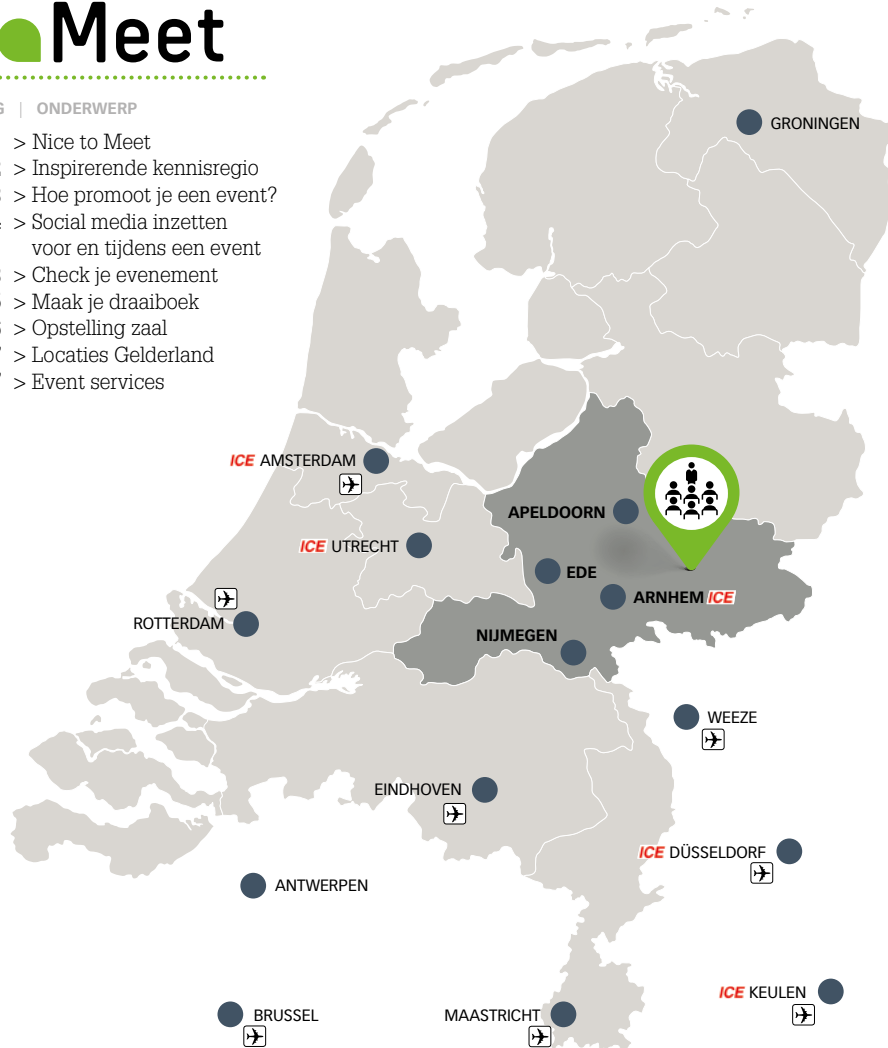 Meet
| ONDERWERP
> Nice to Meet
> Inspirerende kennisregio
> Hoe promoot je een event?
> Social media inzetten
voor en tijdens een event
> Check je evenement
> Maak je draaiboek
> Opstelling zaal
> Locaties Gelderland
> Event services
GRONINGEN
ICE AMSTERDAM
APELDOORN
ICE UTRECHT
EDE
ARNHEM ICE
ROTTERDAM
NIJMEGEN
WEEZE
EINDHOVEN
ICE DÜSSELDORF
ANTWERPEN
ICE KEULEN
BRUSSEL
MAASTRICHT